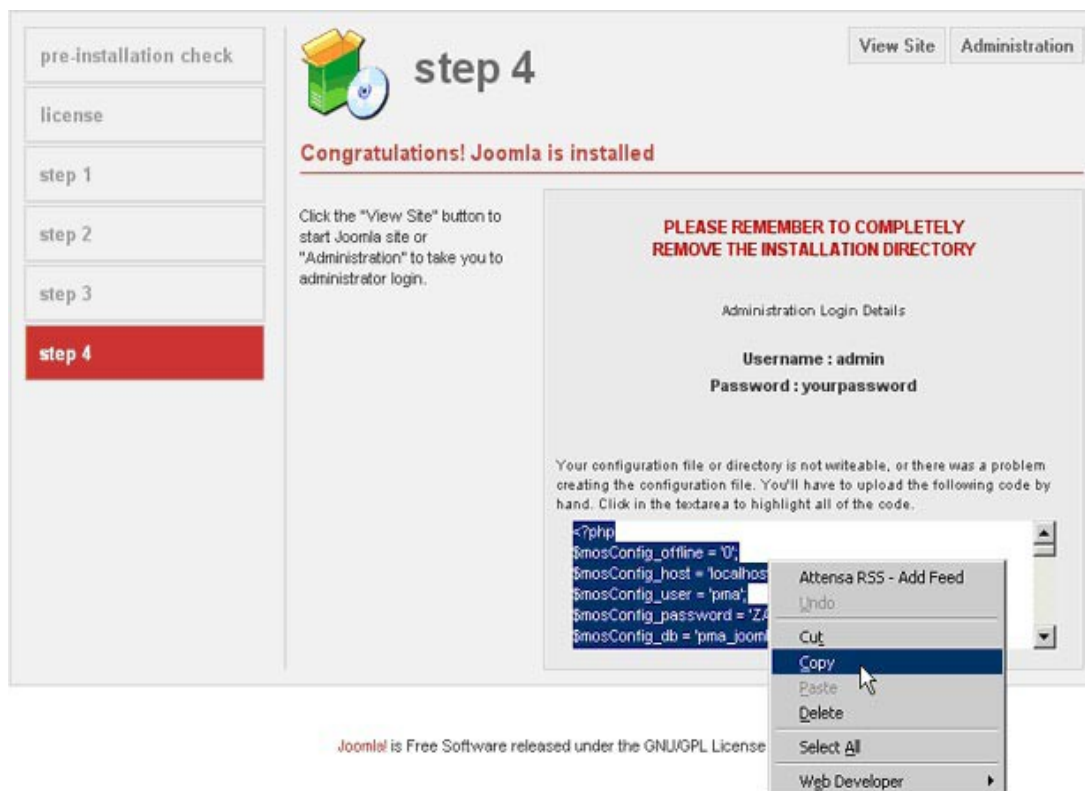 pre-installation check
license
step 1
step 2
step 3
step 4
step 4
View Site
Administration
Congratulations! Joomla is installed
Click the "View Site" button to
start Joomla site or
"Administration" to take you to
administrator login.
PLEASE REMEMBER TO COMPLETELY
REMOVE THE INSTALLATION DIRECTORY
Administration Login Details
Username : admin
Password : yourpassword
Your configuration file or directory is not writeable, or there was a problem
creating the configuration file. You'll have to upload the following code by
hand. Click in the textarea to highlight all of the code.
<?php
$mosConfig_offline = '0';
$mosConfig_host = 'localhos
$mosConfig_user = 'pma';
$mosConfig_password = 'ZA
$mosConfig_db = 'pma_jooml
Attensa RSS - Add Feed
Undo
Cut
Copy
Paste
Delete
Select All
Web Developer
Joomla! is Free Software released under the GNU/GPL License